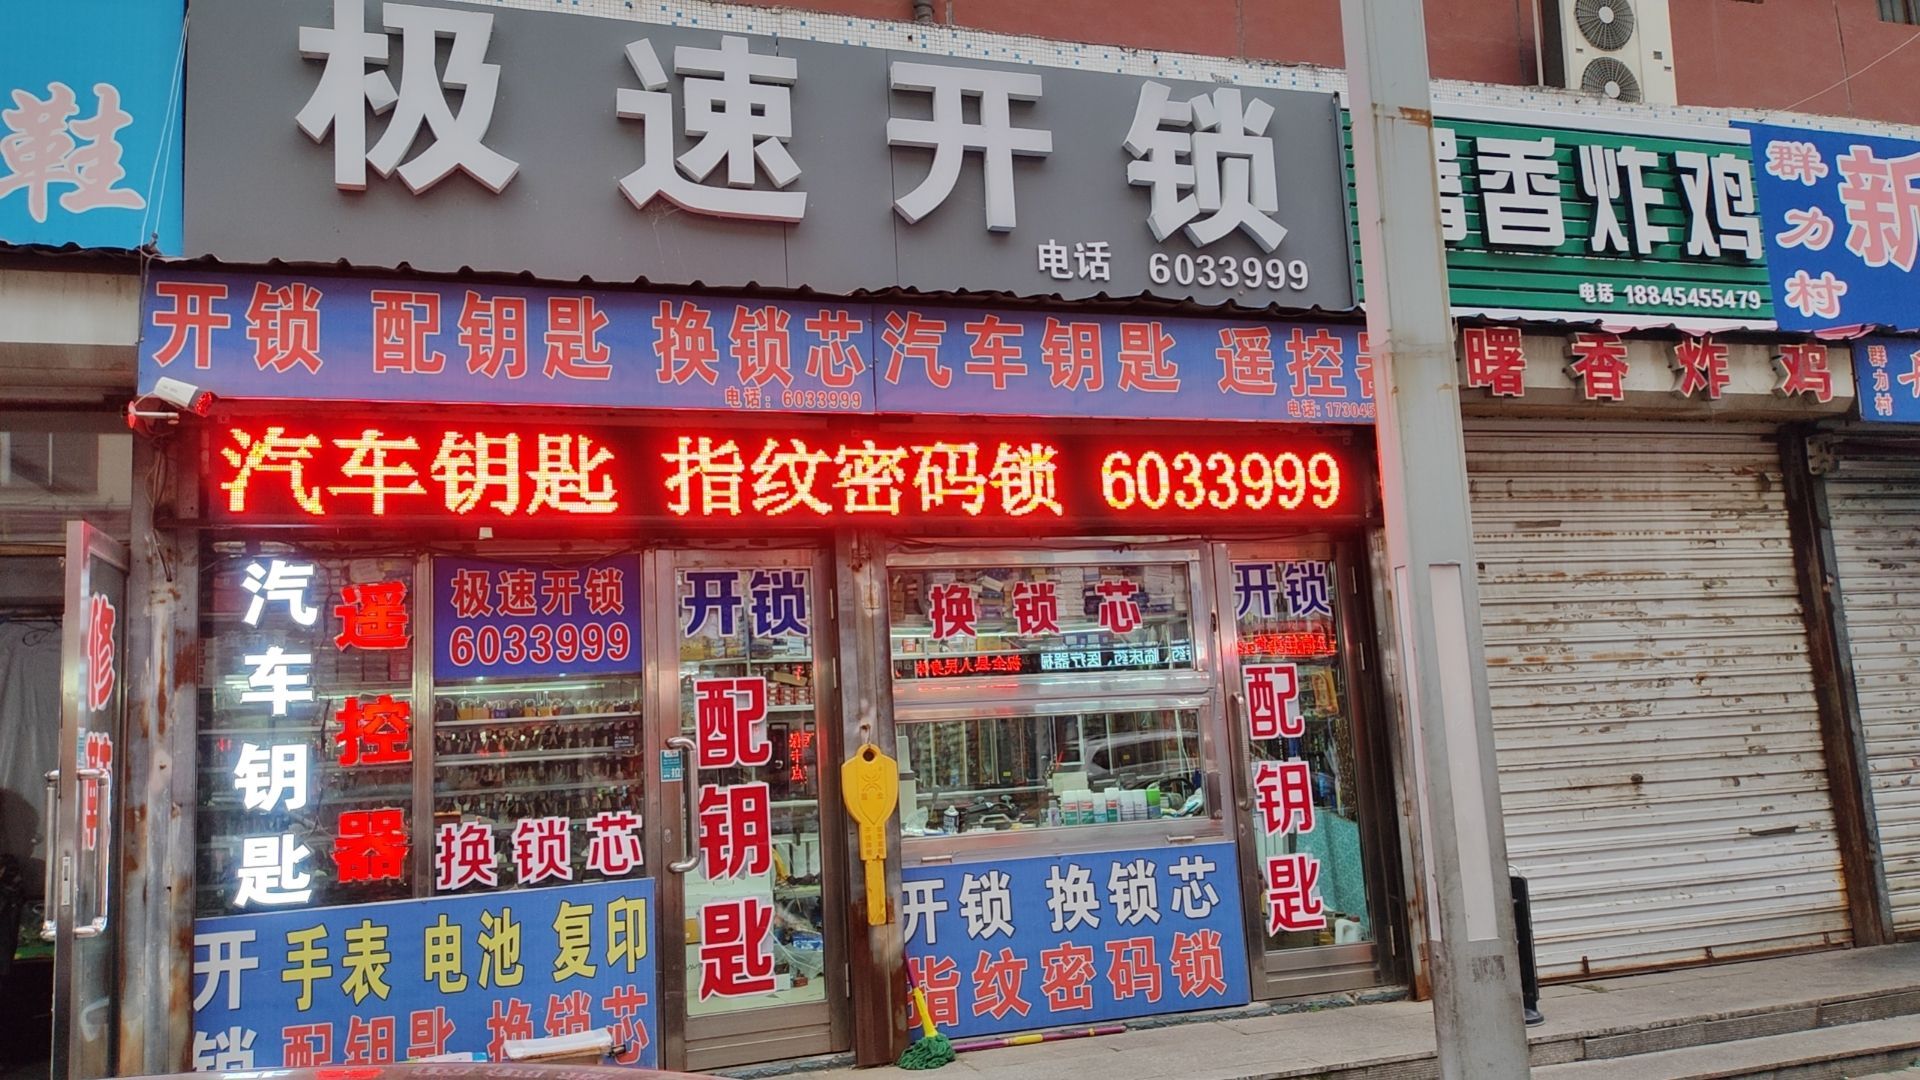 鞋
极速开锁
电话 6033999
曙香炸鸡
电话 18845455479
群力村
新
开锁 配钥匙 换锁芯
电话：6033999
汽车钥匙 遥控器
电话：173045
曙香炸鸡
群力村
汽车钥匙 指纹密码锁 6033999
修鞋
汽车钥匙
遥控器
极速开锁
6033999
换锁芯
开锁
配钥匙
换锁芯
开锁
配钥匙
开锁
手表 电池 复印
配钥匙 换锁芯
开锁 换锁芯
指纹密码锁